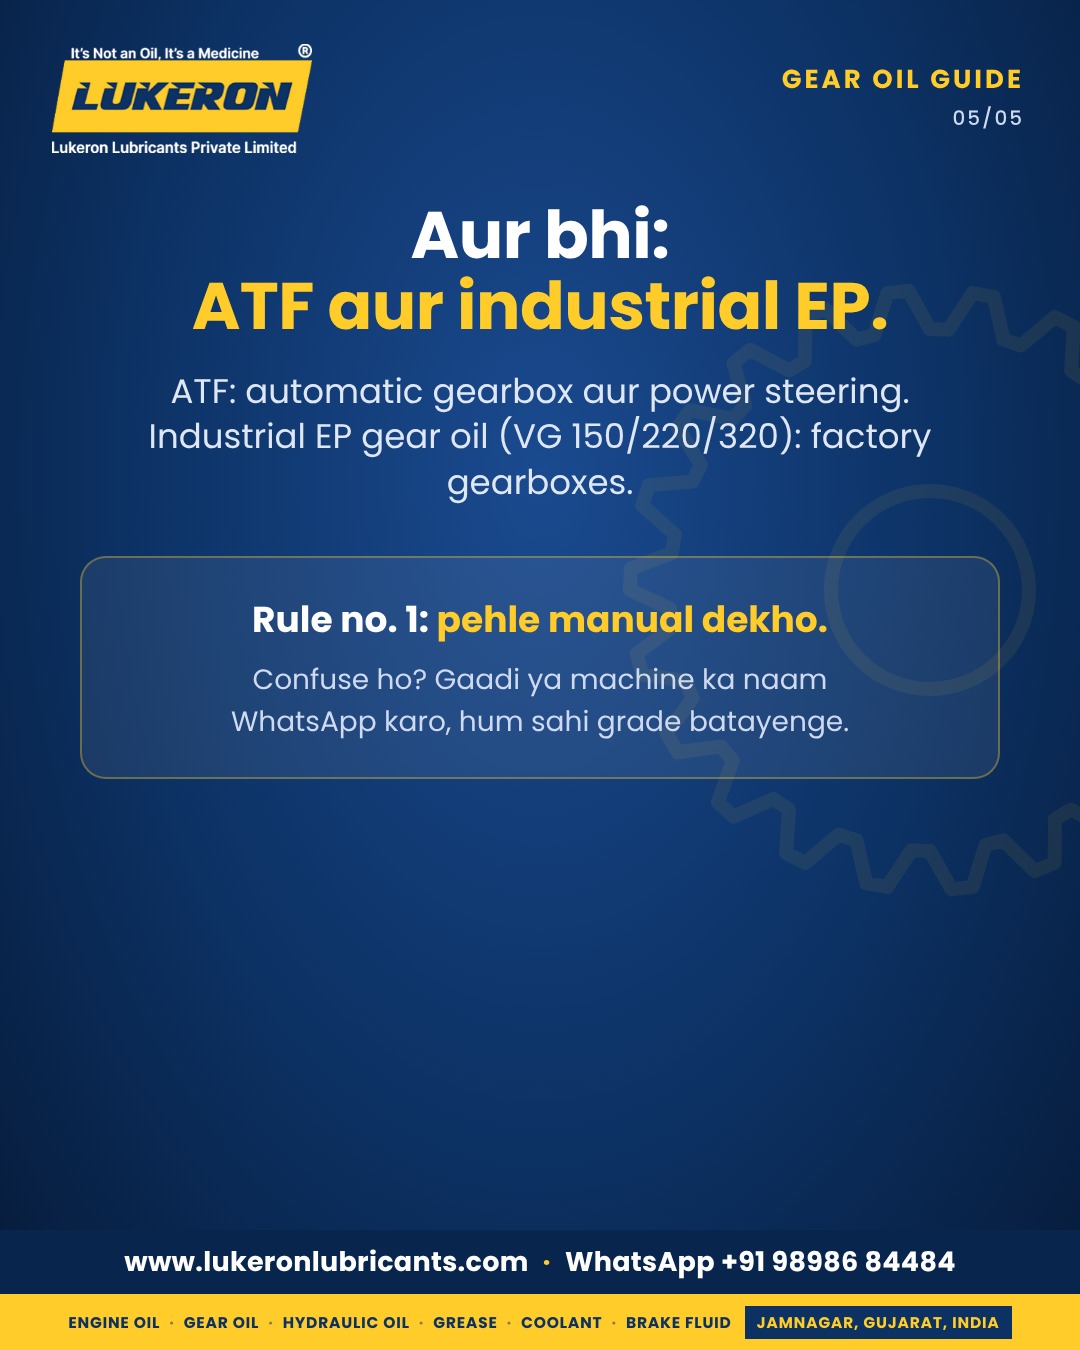 It's Not an Oil, It's a Medicine
®
LUKERON
Lukeron Lubricants Private Limited
GEAR OIL GUIDE
05/05
Aur bhi:
ATF aur industrial EP.
ATF: automatic gearbox aur power steering.
Industrial EP gear oil (VG 150/220/320): factory
gearboxes.
Rule no. 1: pehle manual dekho.
Confuse ho? Gaadi ya machine ka naam
WhatsApp karo, hum sahi grade batayenge.
www.lukeronlubricants.com · WhatsApp +91 98986 84484
ENGINE OIL · GEAR OIL · HYDRAULIC OIL · GREASE · COOLANT · BRAKE FLUID JAMNAGAR, GUJARAT, INDIA